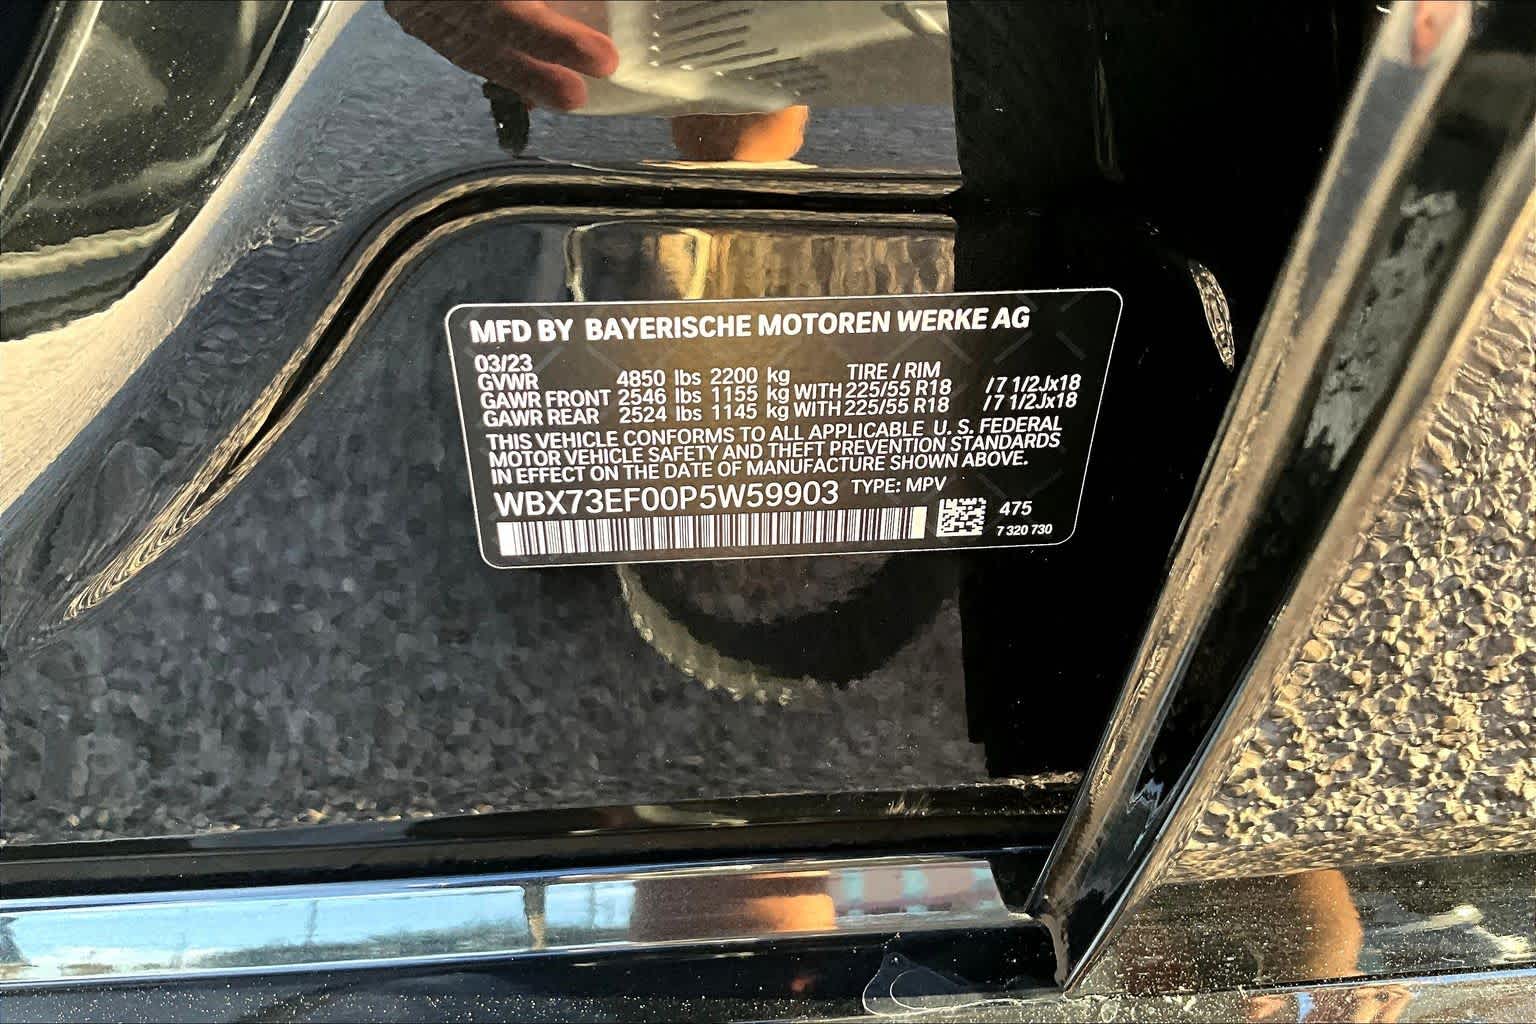 MFD BY BAYERISCHE MOTOREN WERKE AG
03/23 TIRE / RIM
GVWR 4850 lbs 2200 kg
GAWR FRONT 2546 lbs 1155 kg WITH 225/55 R18 / 7 1/2Jx18
GAWR REAR 2524 lbs 1145 kg WITH 225/55 R18 / 7 1/2Jx18
THIS VEHICLE CONFORMS TO ALL APPLICABLE U. S. FEDERAL
MOTOR VEHICLE SAFETY AND THEFT PREVENTION STANDARDS
IN EFFECT ON THE DATE OF MANUFACTURE SHOWN ABOVE.
WBX73EF00P5W59903 TYPE: MPV
475
7 320 730